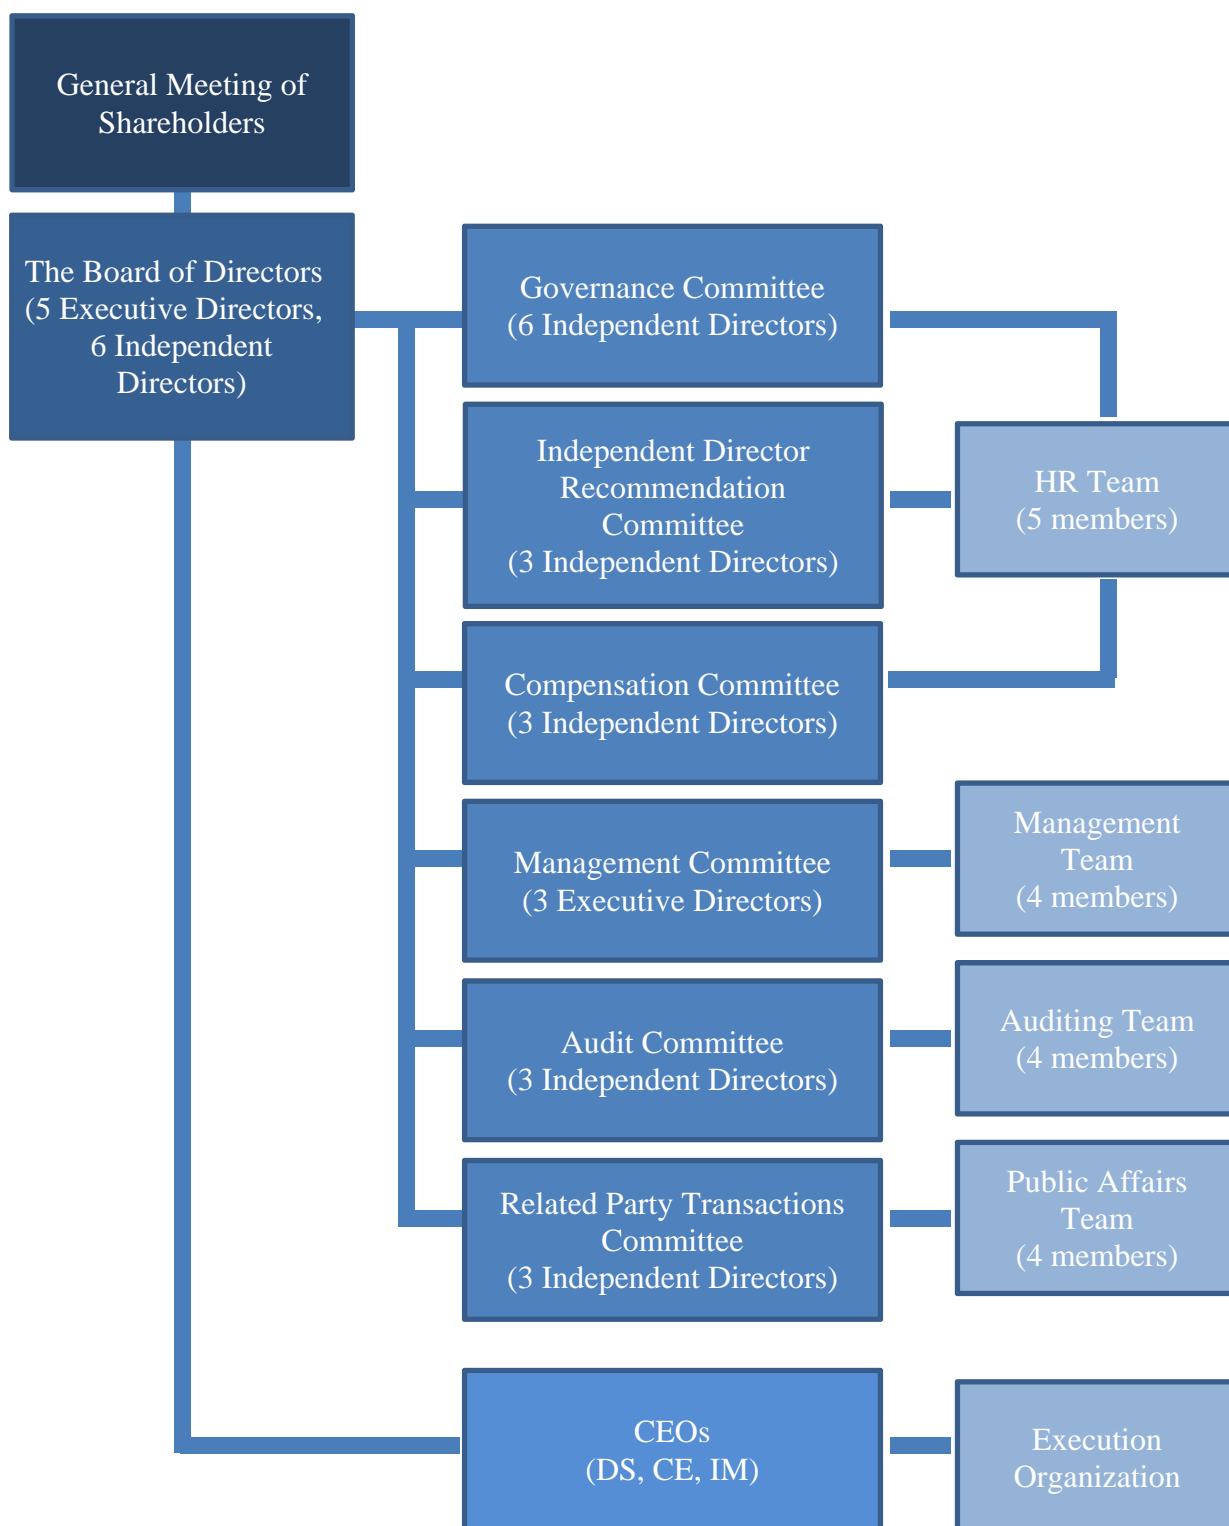 General Meeting of
Shareholders
The Board of Directors
(5 Executive Directors,
6 Independent
Directors)
Governance Committee
(6 Independent Directors)
Independent Director
Recommendation
Committee
(3 Independent Directors)
HR Team
(5 members)
Compensation Committee
(3 Independent Directors)
Management Committee
(3 Executive Directors)
Management
Team
(4 members)
Audit Committee
(3 Independent Directors)
Auditing Team
(4 members)
Related Party Transactions
Committee
(3 Independent Directors)
Public Affairs
Team
(4 members)
CEOs
(DS, CE, IM)
Execution
Organization